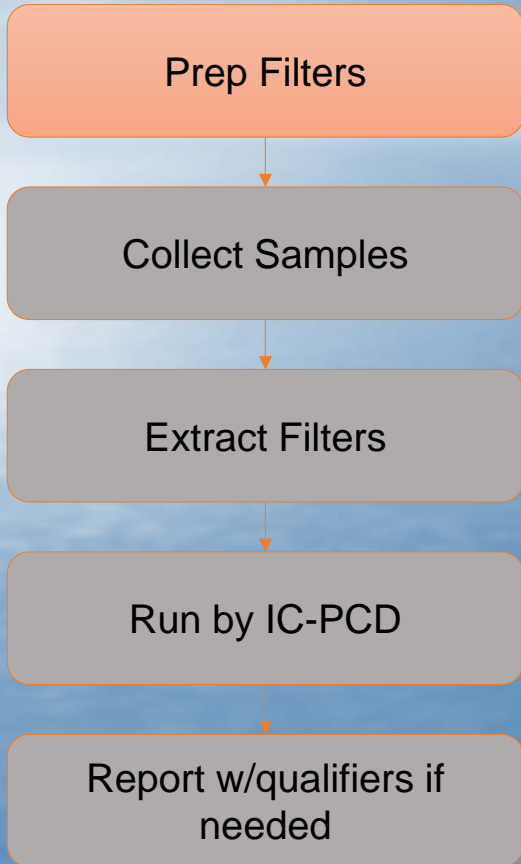 Prep Filters
Collect Samples
Extract Filters
Run by IC-PCD
Report w/qualifiers if
needed